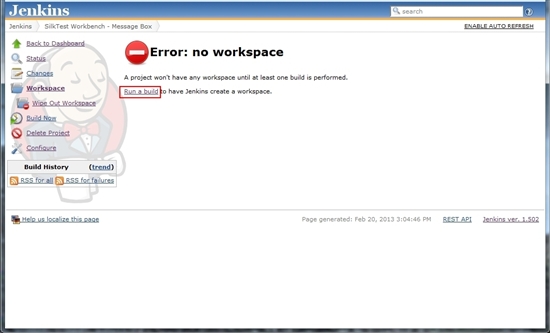 Jenkins
search
Jenkins
SilkTest Workbench - Message Box
ENABLE AUTO REFRESH
Back to Dashboard
Status
Changes
Workspace
Wipe Out Workspace
Build Now
Delete Project
Configure
Build History (trend)
RSS for all RSS for failures
Error: no workspace
A project won't have any workspace until at least one build is performed.
Run a build to have Jenkins create a workspace.
Help us localize this page
Page generated: Feb 20, 2013 3:04:46 PM
REST API
Jenkins ver. 1.502